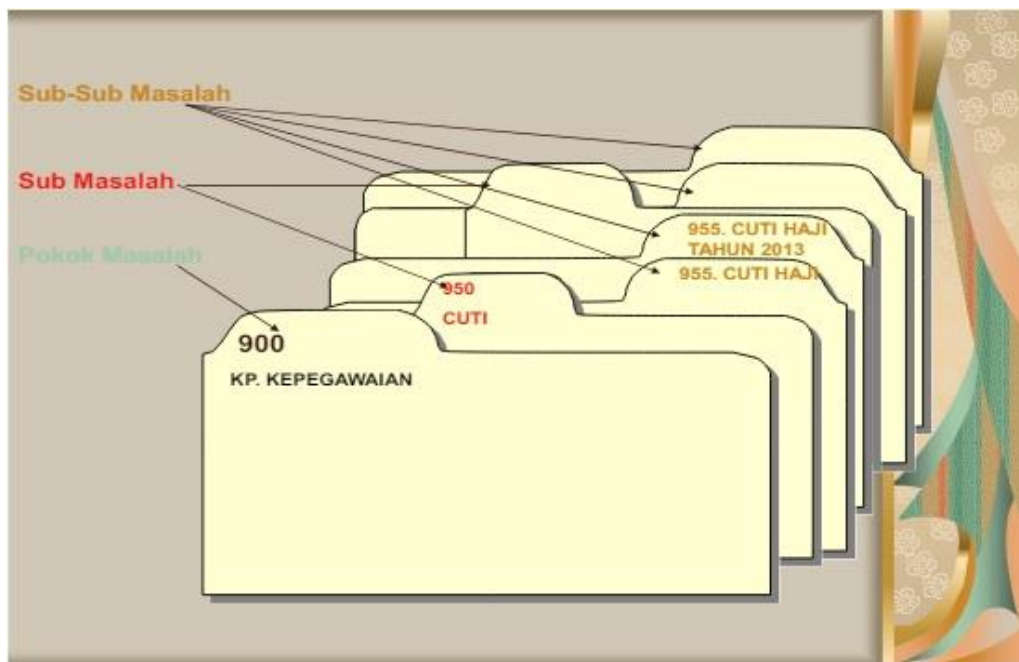 Sub-Sub Masalah
Sub Masalah
Pokok Masalah
955. CUTI HAJI
TAHUN 2013
955. CUTI HAJI
950
CUTI
900
KP. KEPEGAWAIAN